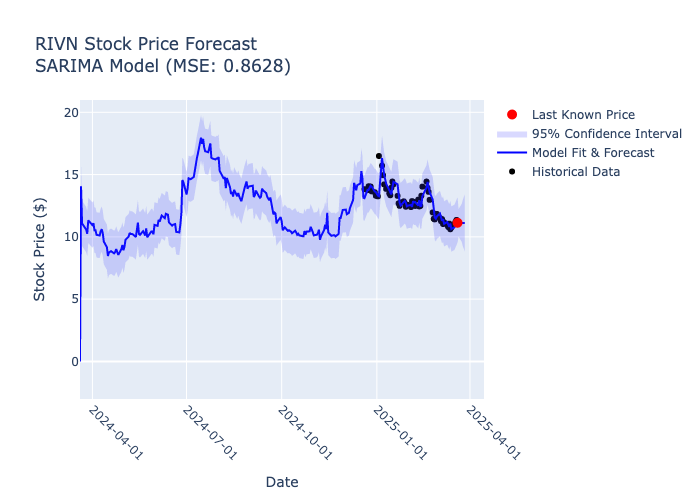 RIVN Stock Price Forecast
SARIMA Model (MSE: 0.8628)
Last Known Price
95% Confidence Interval
Model Fit & Forecast
Historical Data
20
15
10
5
0
Stock Price ($)
2024-04-01
2024-07-01
2024-10-01
2025-01-01
2025-04-01
Date